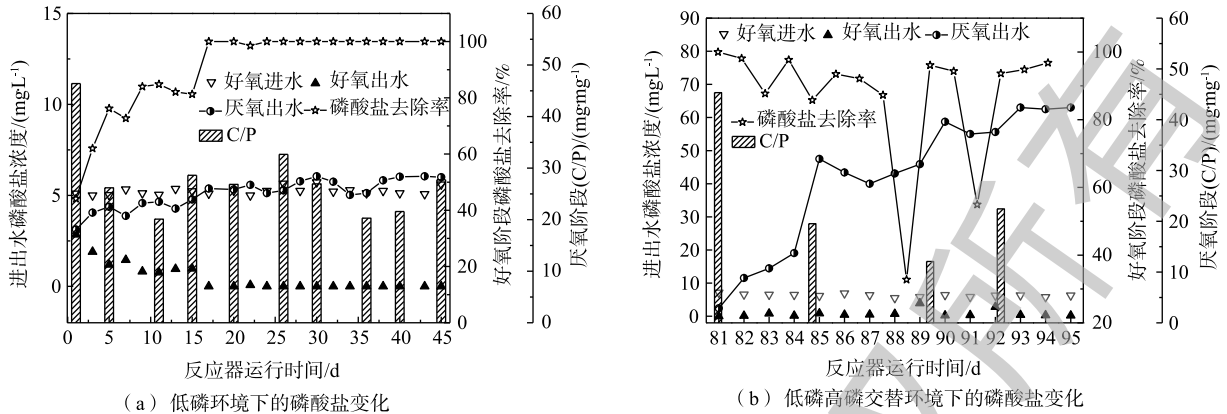 15
10
5
0
进出水磷酸盐浓度/(mgL⁻¹)
100
80
60
40
20
0
好氧阶段磷酸盐去除率/%
60
50
40
30
20
10
0
厌氧阶段(C/P)/(mg·mg⁻¹)
好氧进水 好氧出水
厌氧出水 磷酸盐去除率
C/P
0 5 10 15 20 25 30 35 40 45
反应器运行时间/d
(a) 低磷环境下的磷酸盐变化
90
80
70
60
50
40
30
20
10
0
进出水磷酸盐浓度/(mgL⁻¹)
100
80
60
40
20
好氧阶段磷酸盐去除率/%
60
50
40
30
20
10
0
厌氧阶段(C/P)/(mg·mg⁻¹)
好氧进水 好氧出水 厌氧出水
磷酸盐去除率
C/P
81 82 83 84 85 86 87 88 89 90 91 92 93 94 95
反应器运行时间/d
(b) 低磷高磷交替环境下的磷酸盐变化
所有